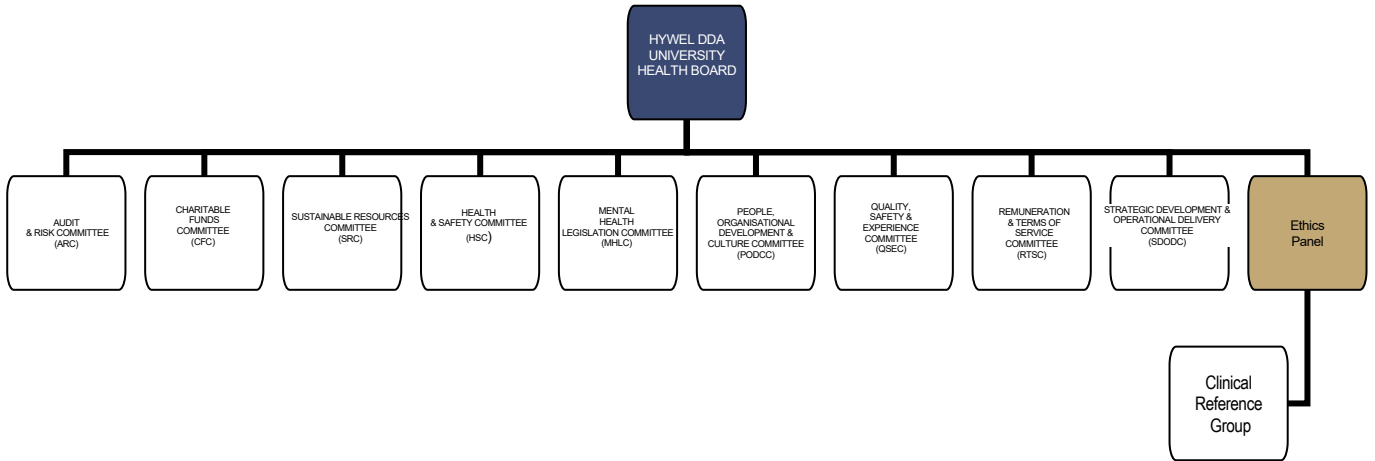 HYWEL DDA
UNIVERSITY
HEALTH BOARD
AUDIT
& RISK COMMITTEE
(ARC)
CHARITABLE
FUNDS
COMMITTEE
(CFC)
SUSTAINABLE RESOURCES
COMMITTEE
(SRC)
HEALTH
& SAFETY COMMITTEE
(HSC)
MENTAL
HEALTH
LEGISLATION COMMITTEE
(MHLC)
PEOPLE,
ORGANISATIONAL
DEVELOPMENT &
CULTURE COMMITTEE
(PODCC)
QUALITY,
SAFETY &
EXPERIENCE
COMMITTEE
(QSEC)
REMUNERATION
& TERMS OF
SERVICE
COMMITTEE
(RTSC)
STRATEGIC DEVELOPMENT &
OPERATIONAL DELIVERY
COMMITTEE
(SDODC)
Ethics
Panel
Clinical
Reference
Group